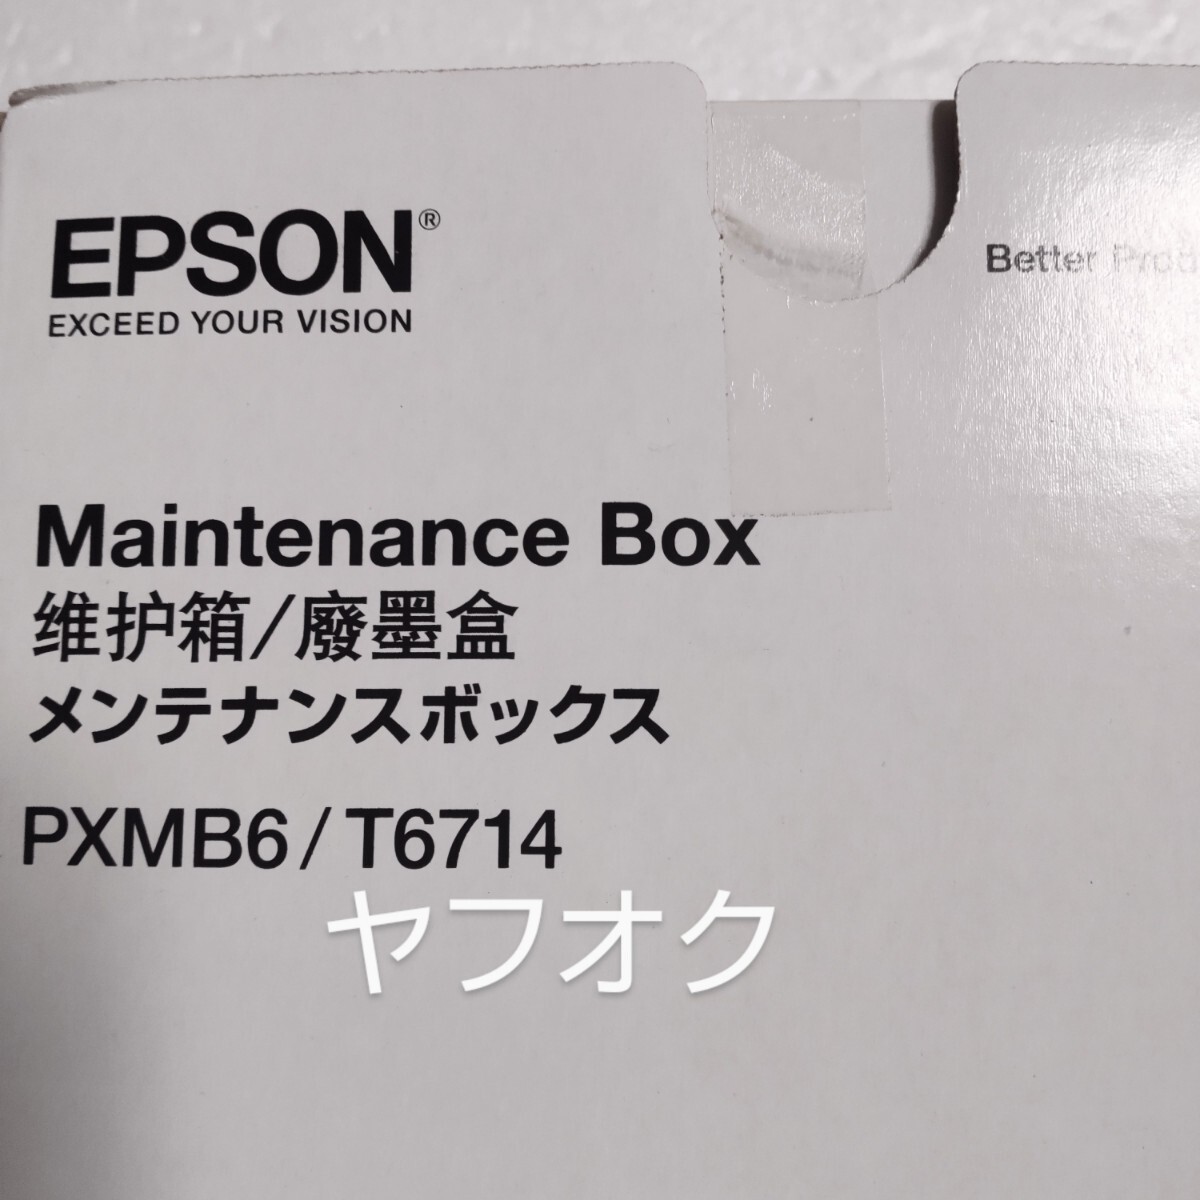 EPSON®
EXCEED YOUR VISION
Better Prod
Maintenance Box
维护箱/廢墨盒
メンテナンスボックス
PXMB6/T6714
ヤフオク